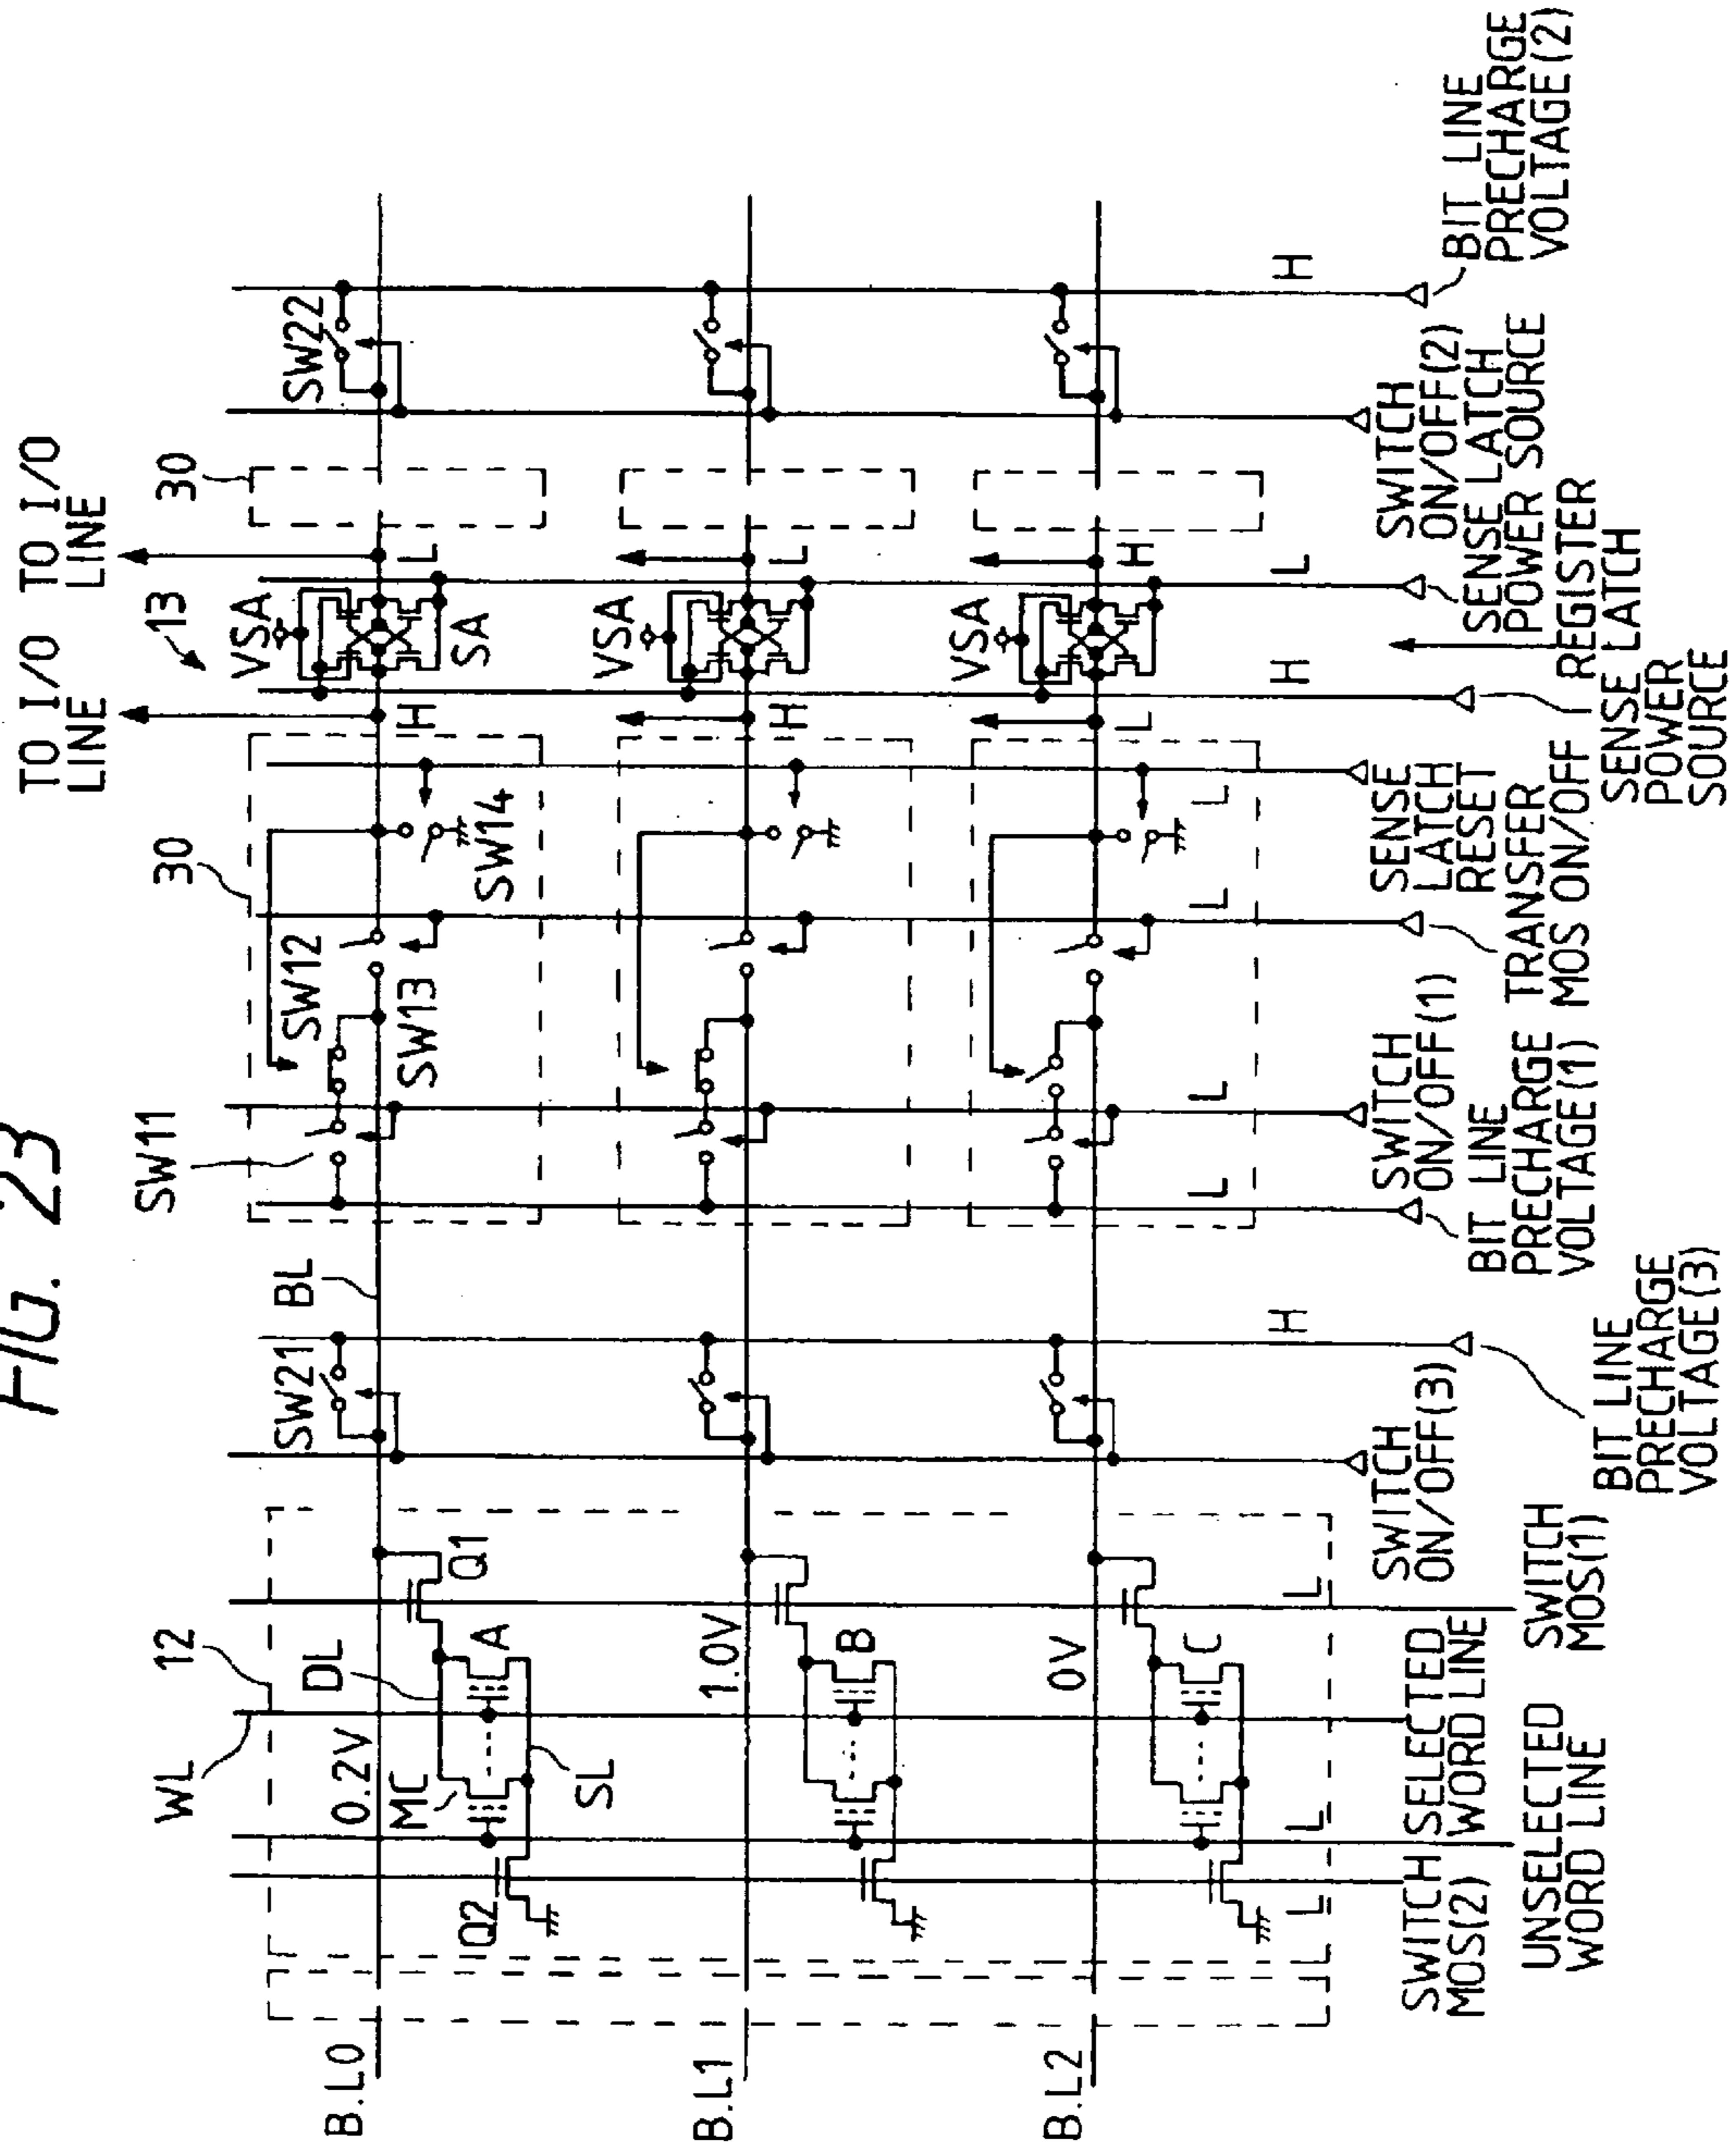 FIG. 23
TO I/O
LINE
TO I/O
LINE
13
30
30
SW11
SW12
SW13
SW14
VSA
SA
SW22
H
L
BL
SW21
12
WL
DL
Q1
0.2V
MC
A
SL
Q2
B.L0
1.0V
B
VSA
H
L
B.L1
0V
C
VSA
L
H
B.L2
L
L
L
H
L
L
L
L
H
L
H
SWITCH
MOS(2)
UNSELECTED
WORD LINE
SELECTED
WORD LINE
SWITCH
MOS(1)
SWITCH
ON/OFF(3)
BIT LINE
PRECHARGE
VOLTAGE(3)
BIT LINE
PRECHARGE
VOLTAGE(1)
SWITCH
ON/OFF(1)
TRANSFER
MOS ON/OFF
SENSE
LATCH
RESET
SENSE LATCH
POWER
SOURCE
REGISTER
SENSE LATCH
POWER SOURCE
SWITCH
ON/OFF(2)
BIT LINE
PRECHARGE
VOLTAGE(2)